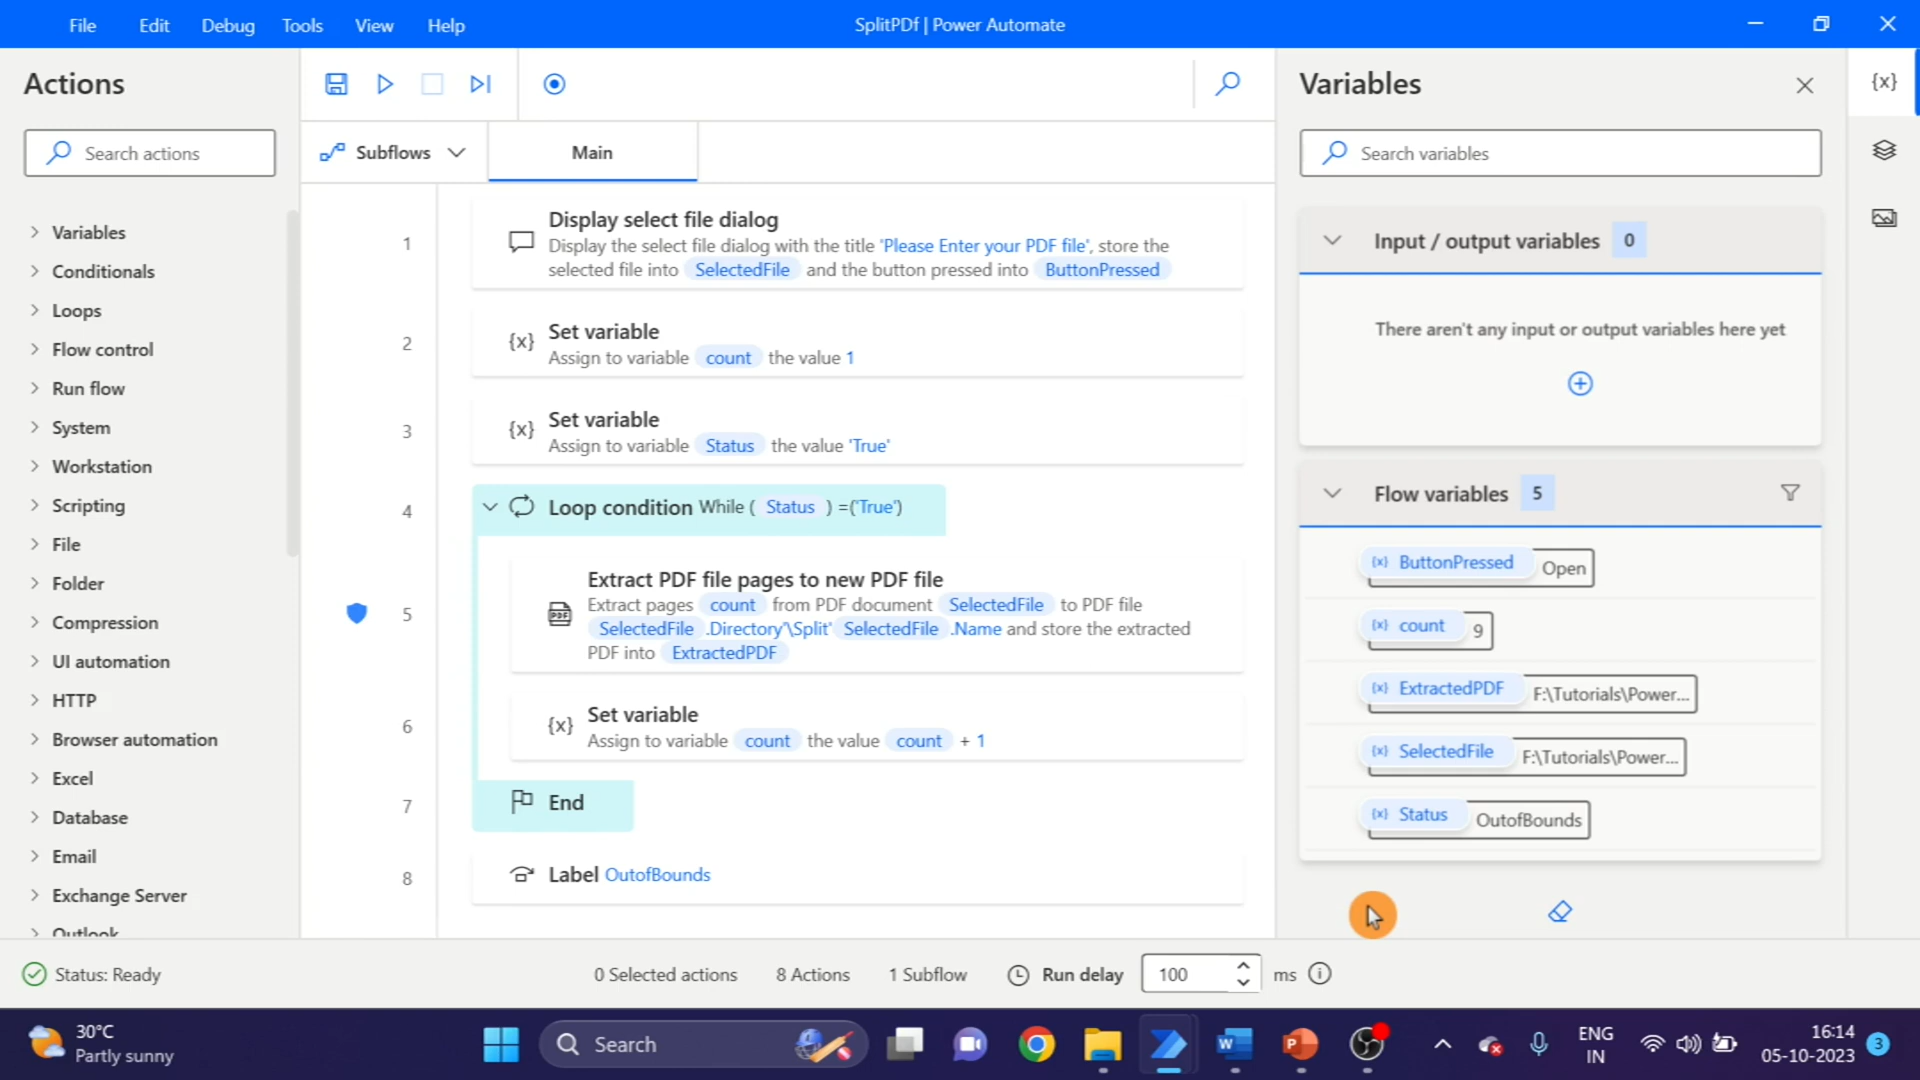 File Edit Debug Tools View Help
SplitPDf | Power Automate
Actions
Search actions
Variables
Conditionals
Loops
Flow control
Run flow
System
Workstation
Scripting
File
Folder
Compression
UI automation
HTTP
Browser automation
Excel
Database
Email
Exchange Server
Outlook
Subflows
Main
1
Display select file dialog
Display the select file dialog with the title 'Please Enter your PDF file', store the
selected file into SelectedFile and the button pressed into ButtonPressed
2
{x} Set variable
Assign to variable count the value 1
3
{x} Set variable
Assign to variable Status the value 'True'
4
Loop condition While ( Status ) =('True')
5
Extract PDF file pages to new PDF file
Extract pages count from PDF document SelectedFile to PDF file
PDF SelectedFile .Directory'\Split' SelectedFile .Name and store the extracted
PDF into ExtractedPDF
6
{x} Set variable
Assign to variable count the value count + 1
7 End
8 Label OutofBounds
Variables
{x}
Search variables
Input / output variables 0
There aren't any input or output variables here yet
Flow variables 5
{x} ButtonPressed Open
{x} count 9
{x} ExtractedPDF F:\Tutorials\Power...
{x} SelectedFile F:\Tutorials\Power...
{x} Status OutofBounds
Status: Ready
0 Selected actions 8 Actions 1 Subflow Run delay 100 ms
30°C
Partly sunny
Search
W P
ENG
IN
16:14
05-10-2023
3